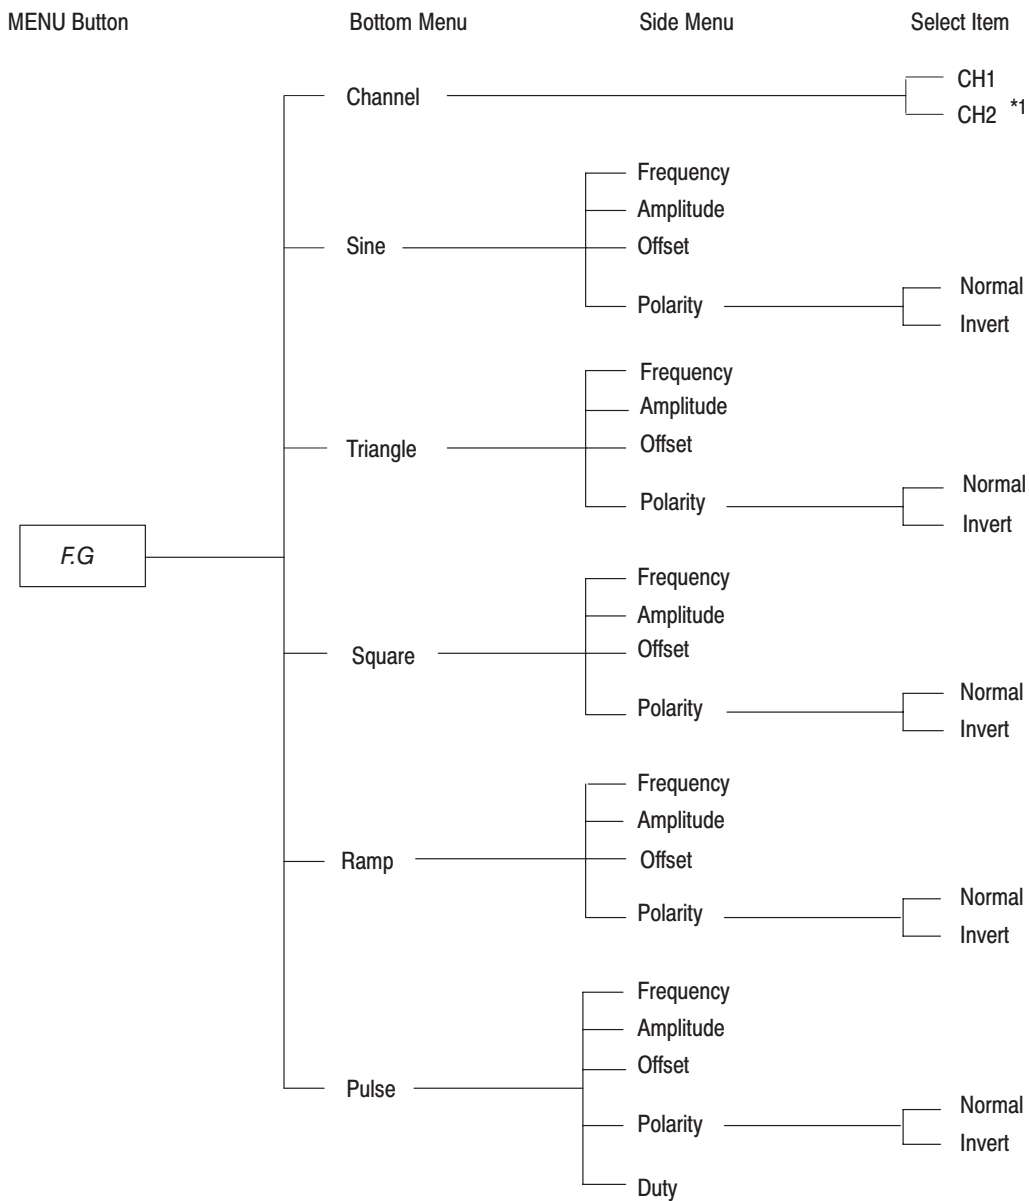 MENU Button Bottom Menu Side Menu Select Item
Channel
CH1
CH2 *1
Sine
Frequency
Amplitude
Offset
Polarity
Normal
Invert
Triangle
Frequency
Amplitude
Offset
Polarity
Normal
Invert
F.G
Square
Frequency
Amplitude
Offset
Polarity
Normal
Invert
Ramp
Frequency
Amplitude
Offset
Polarity
Normal
Invert
Pulse
Frequency
Amplitude
Offset
Polarity
Normal
Invert
Duty